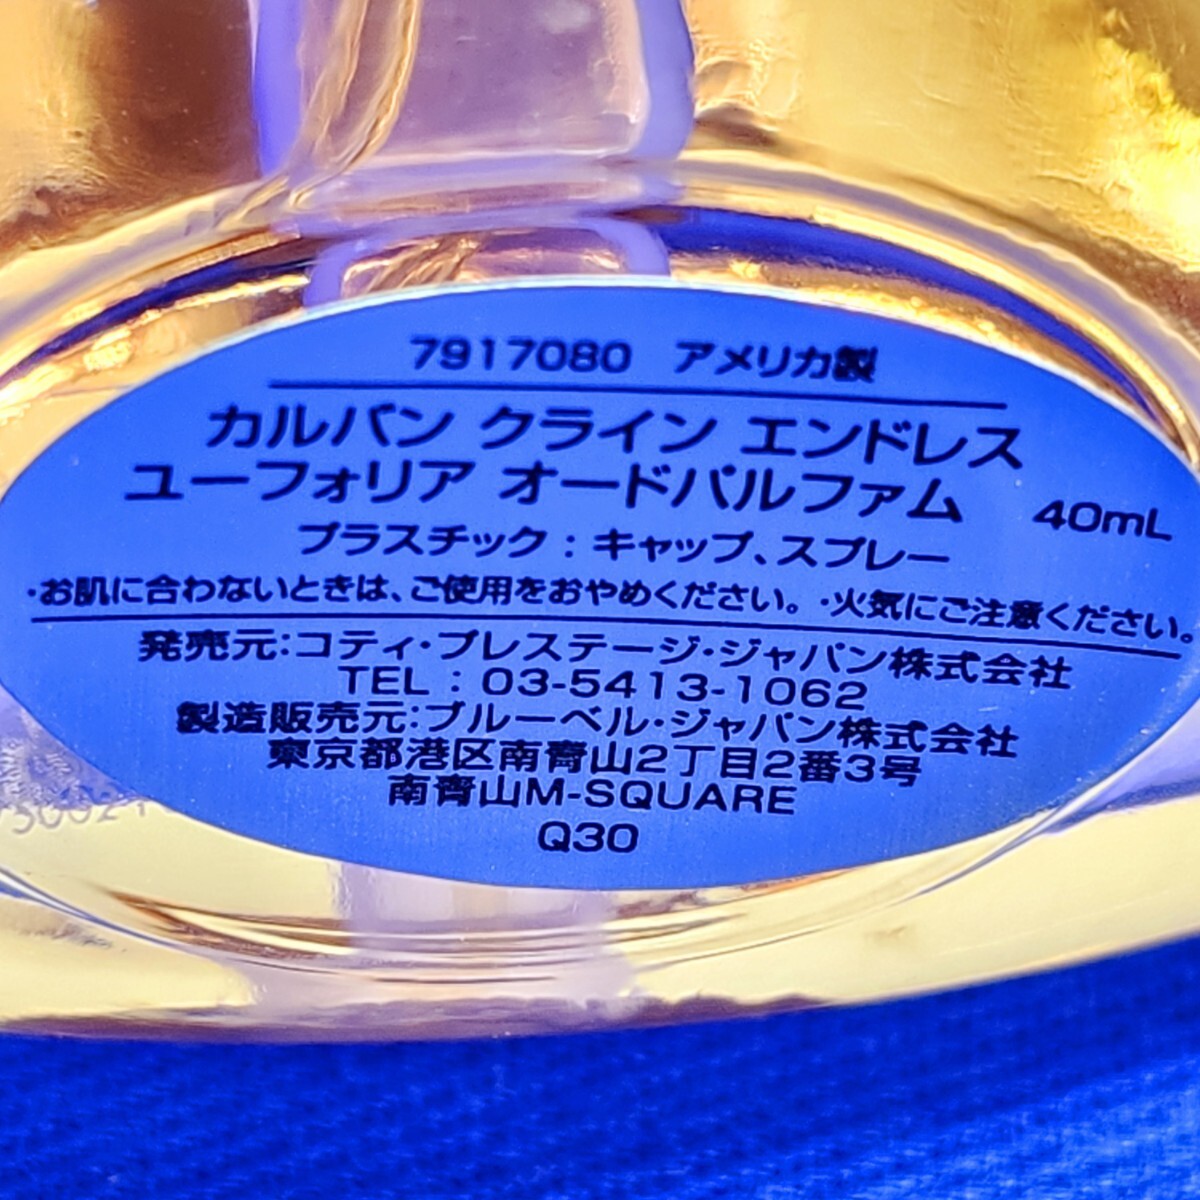 7917080 アメリカ製
カルバン クライン エンドレス
ユーフォリア オードパルファム 40mL
プラスチック：キャップ、スプレー
・お肌に合わないときは、ご使用をおやめください。・火気にご注意ください。
発売元：コティ・プレステージ・ジャパン株式会社
TEL：03-5413-1062
製造販売元：ブルーベル・ジャパン株式会社
東京都港区南青山2丁目2番3号
南青山M-SQUARE
Q30